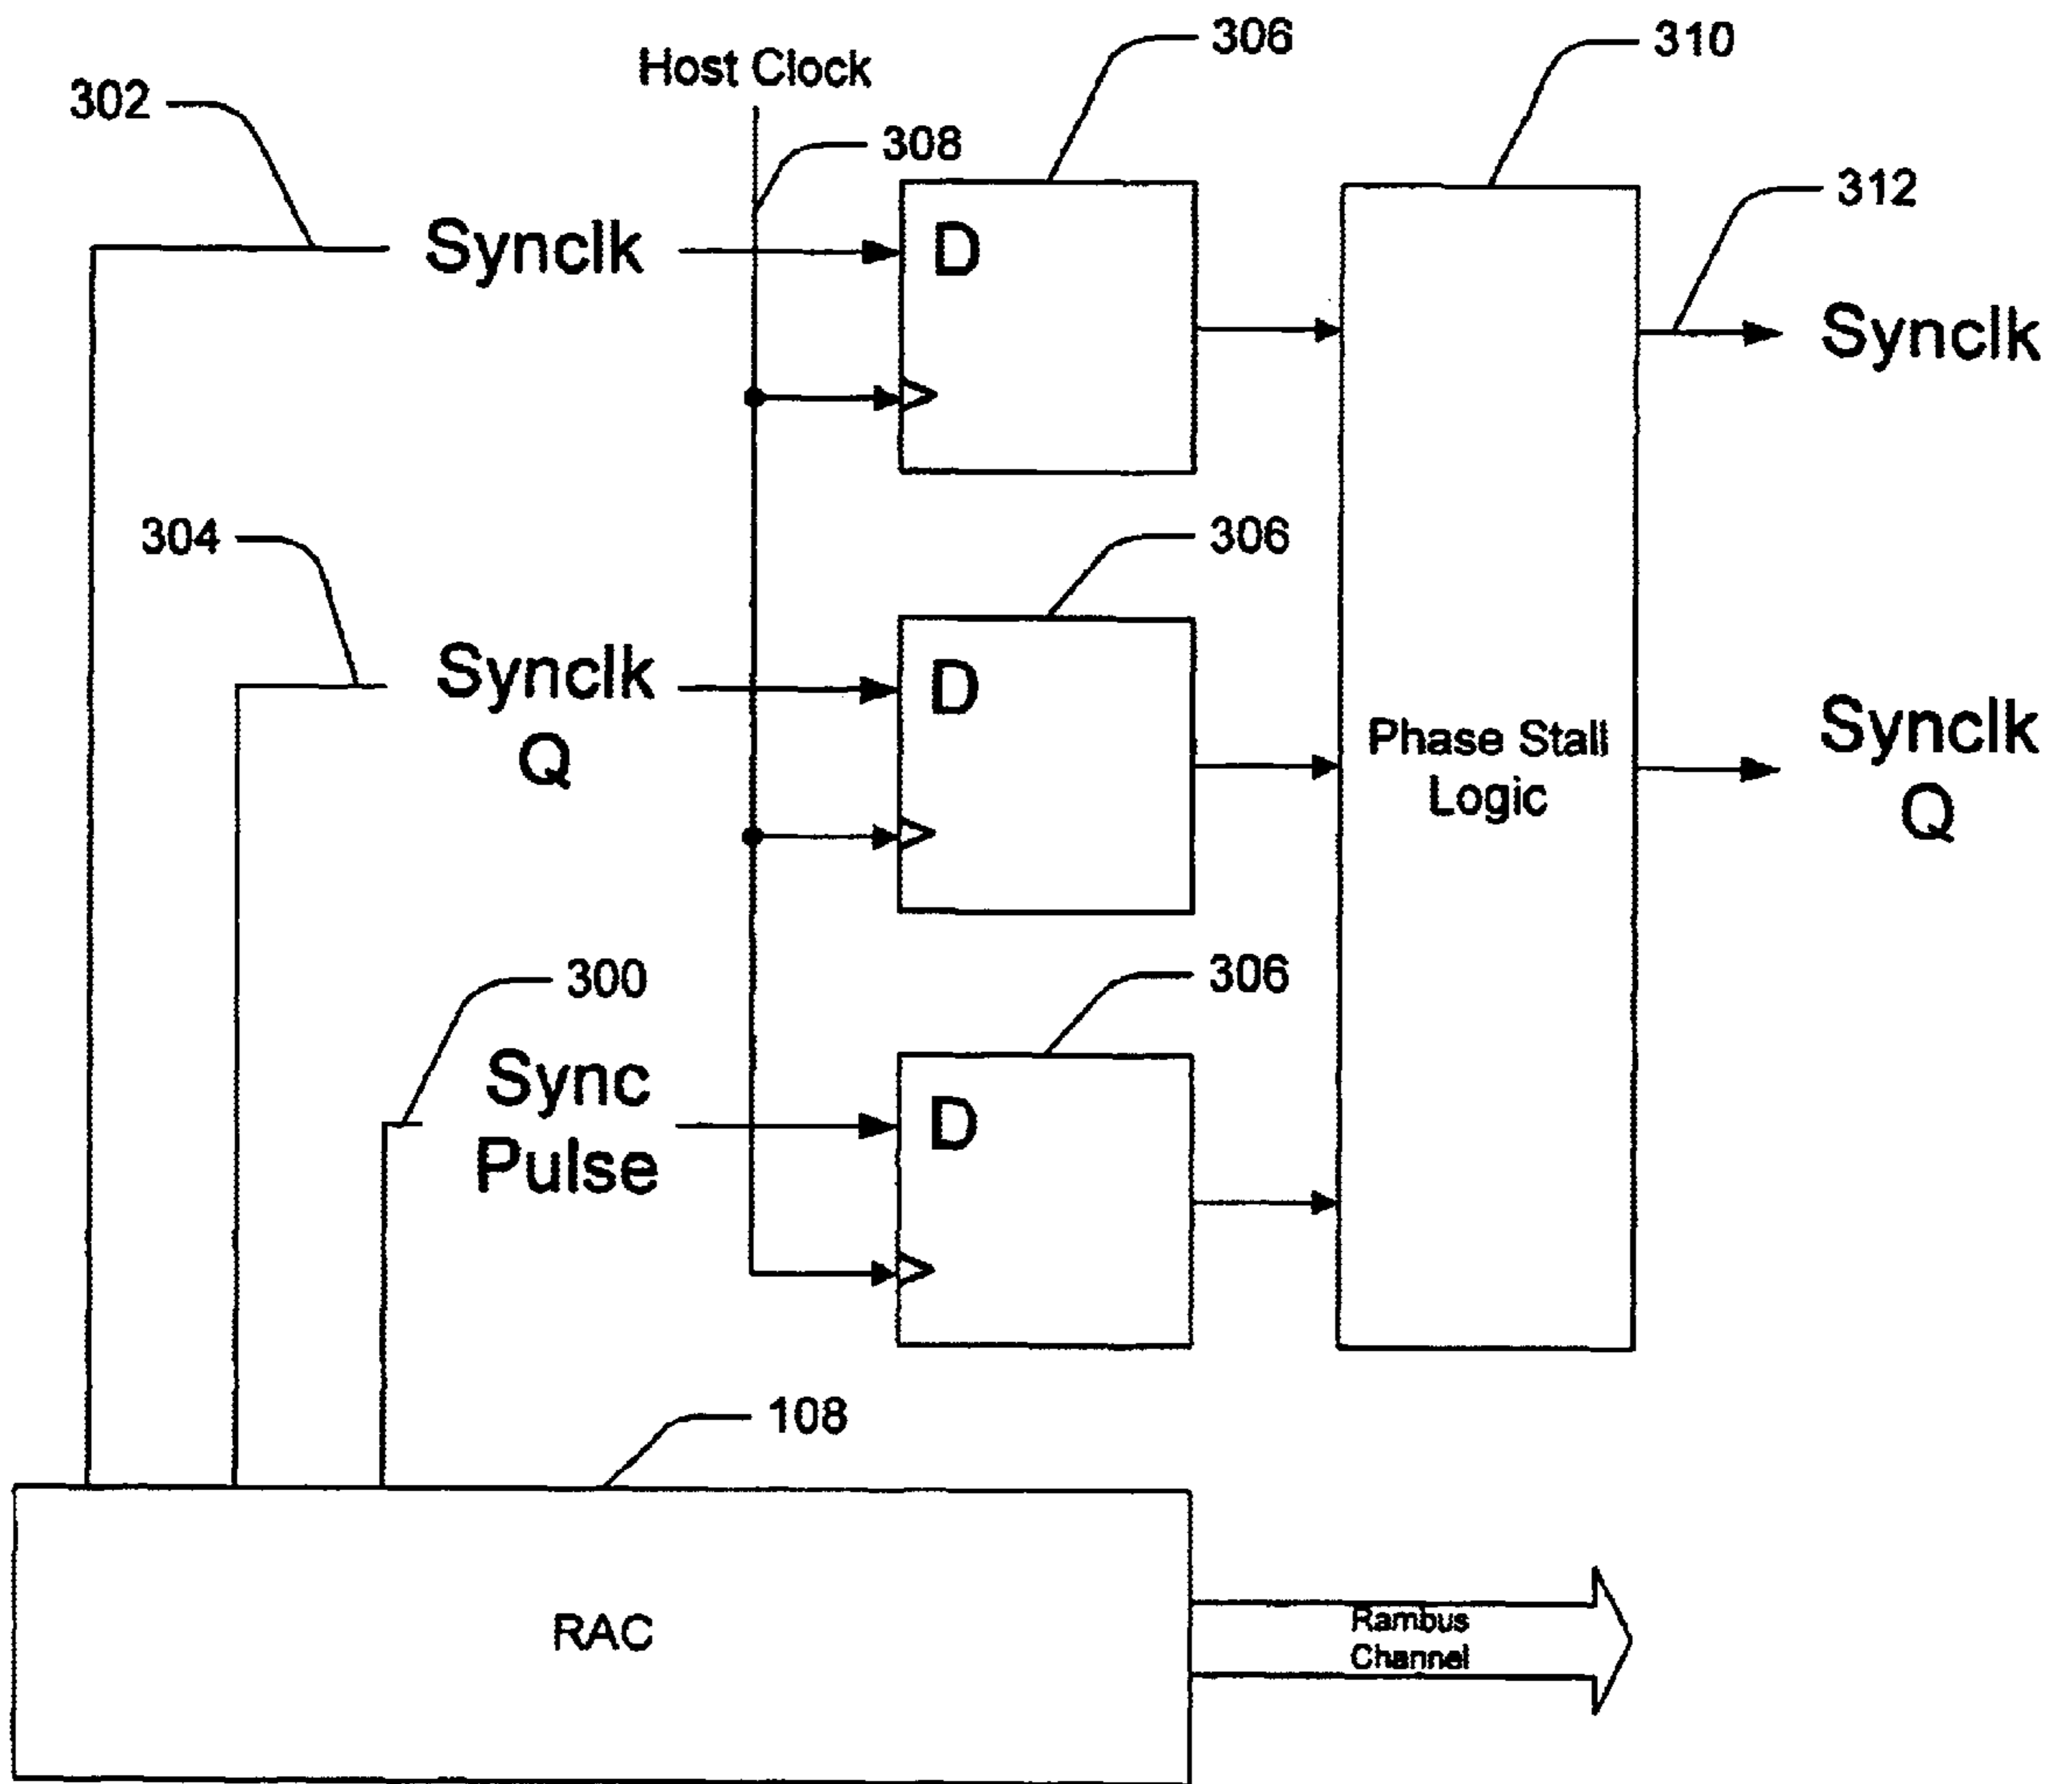 306
310
Host Clock
302
308
312
Synclk
D
Synclk
304
306
Synclk
Q
D
Phase Stall
Logic
Synclk
Q
300
306
Sync
Pulse
D
108
RAC
Rambus
Channel